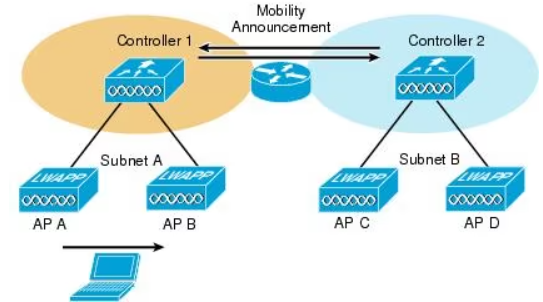 Mobility
Announcement
Controller 1
Controller 2
Subnet A
Subnet B
LWAPP
LWAPP
LWAPP
LWAPP
AP A
AP B
AP C
AP D